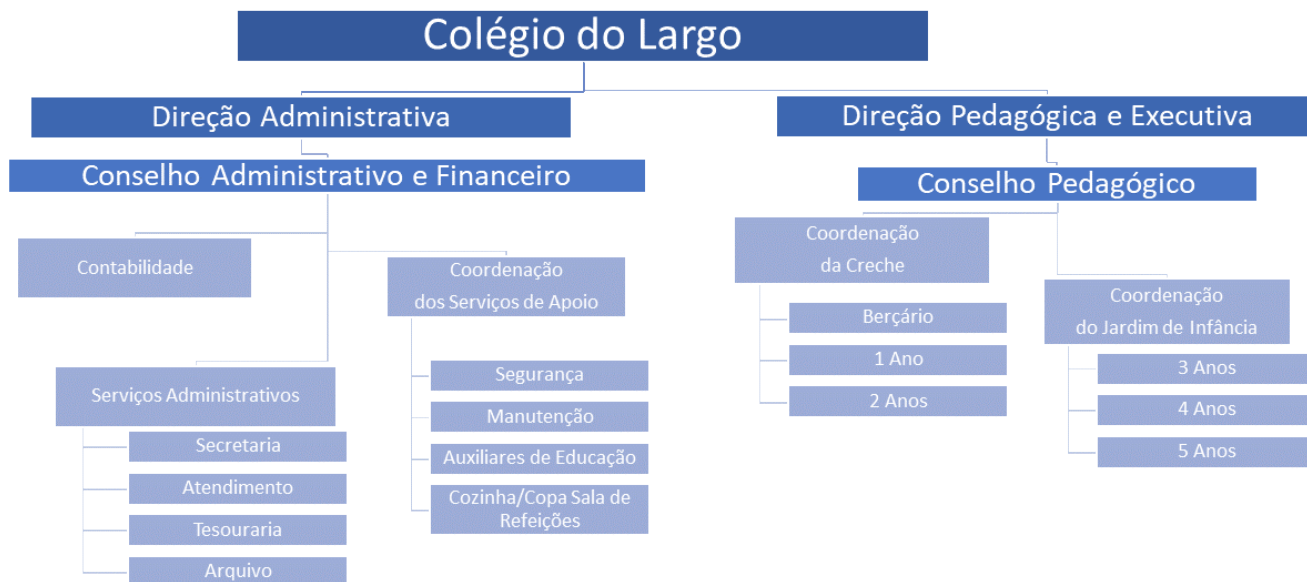 Colégio do Largo
Direção Administrativa
Conselho Administrativo e Financeiro
Contabilidade
Coordenação
dos Serviços de Apoio
Segurança
Manutenção
Auxiliares de Educação
Cozinha/Copa Sala de
Refeições
Serviços Administrativos
Secretaria
Atendimento
Tesouraria
Arquivo
Direção Pedagógica e Executiva
Conselho Pedagógico
Coordenação
da Creche
Berçário
1 Ano
2 Anos
Coordenação
do Jardim de Infância
3 Anos
4 Anos
5 Anos